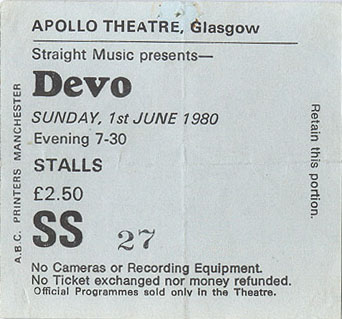 APOLLO THEATRE, Glasgow
Straight Music presents—
Devo
SUNDAY, 1st JUNE 1980
Evening 7-30
STALLS
£2.50
SS 27
No Cameras or Recording Equipment.
No Ticket exchanged nor money refunded.
Official Programmes sold only in the Theatre.
A.B.C. PRINTERS MANCHESTER
Retain this portion.